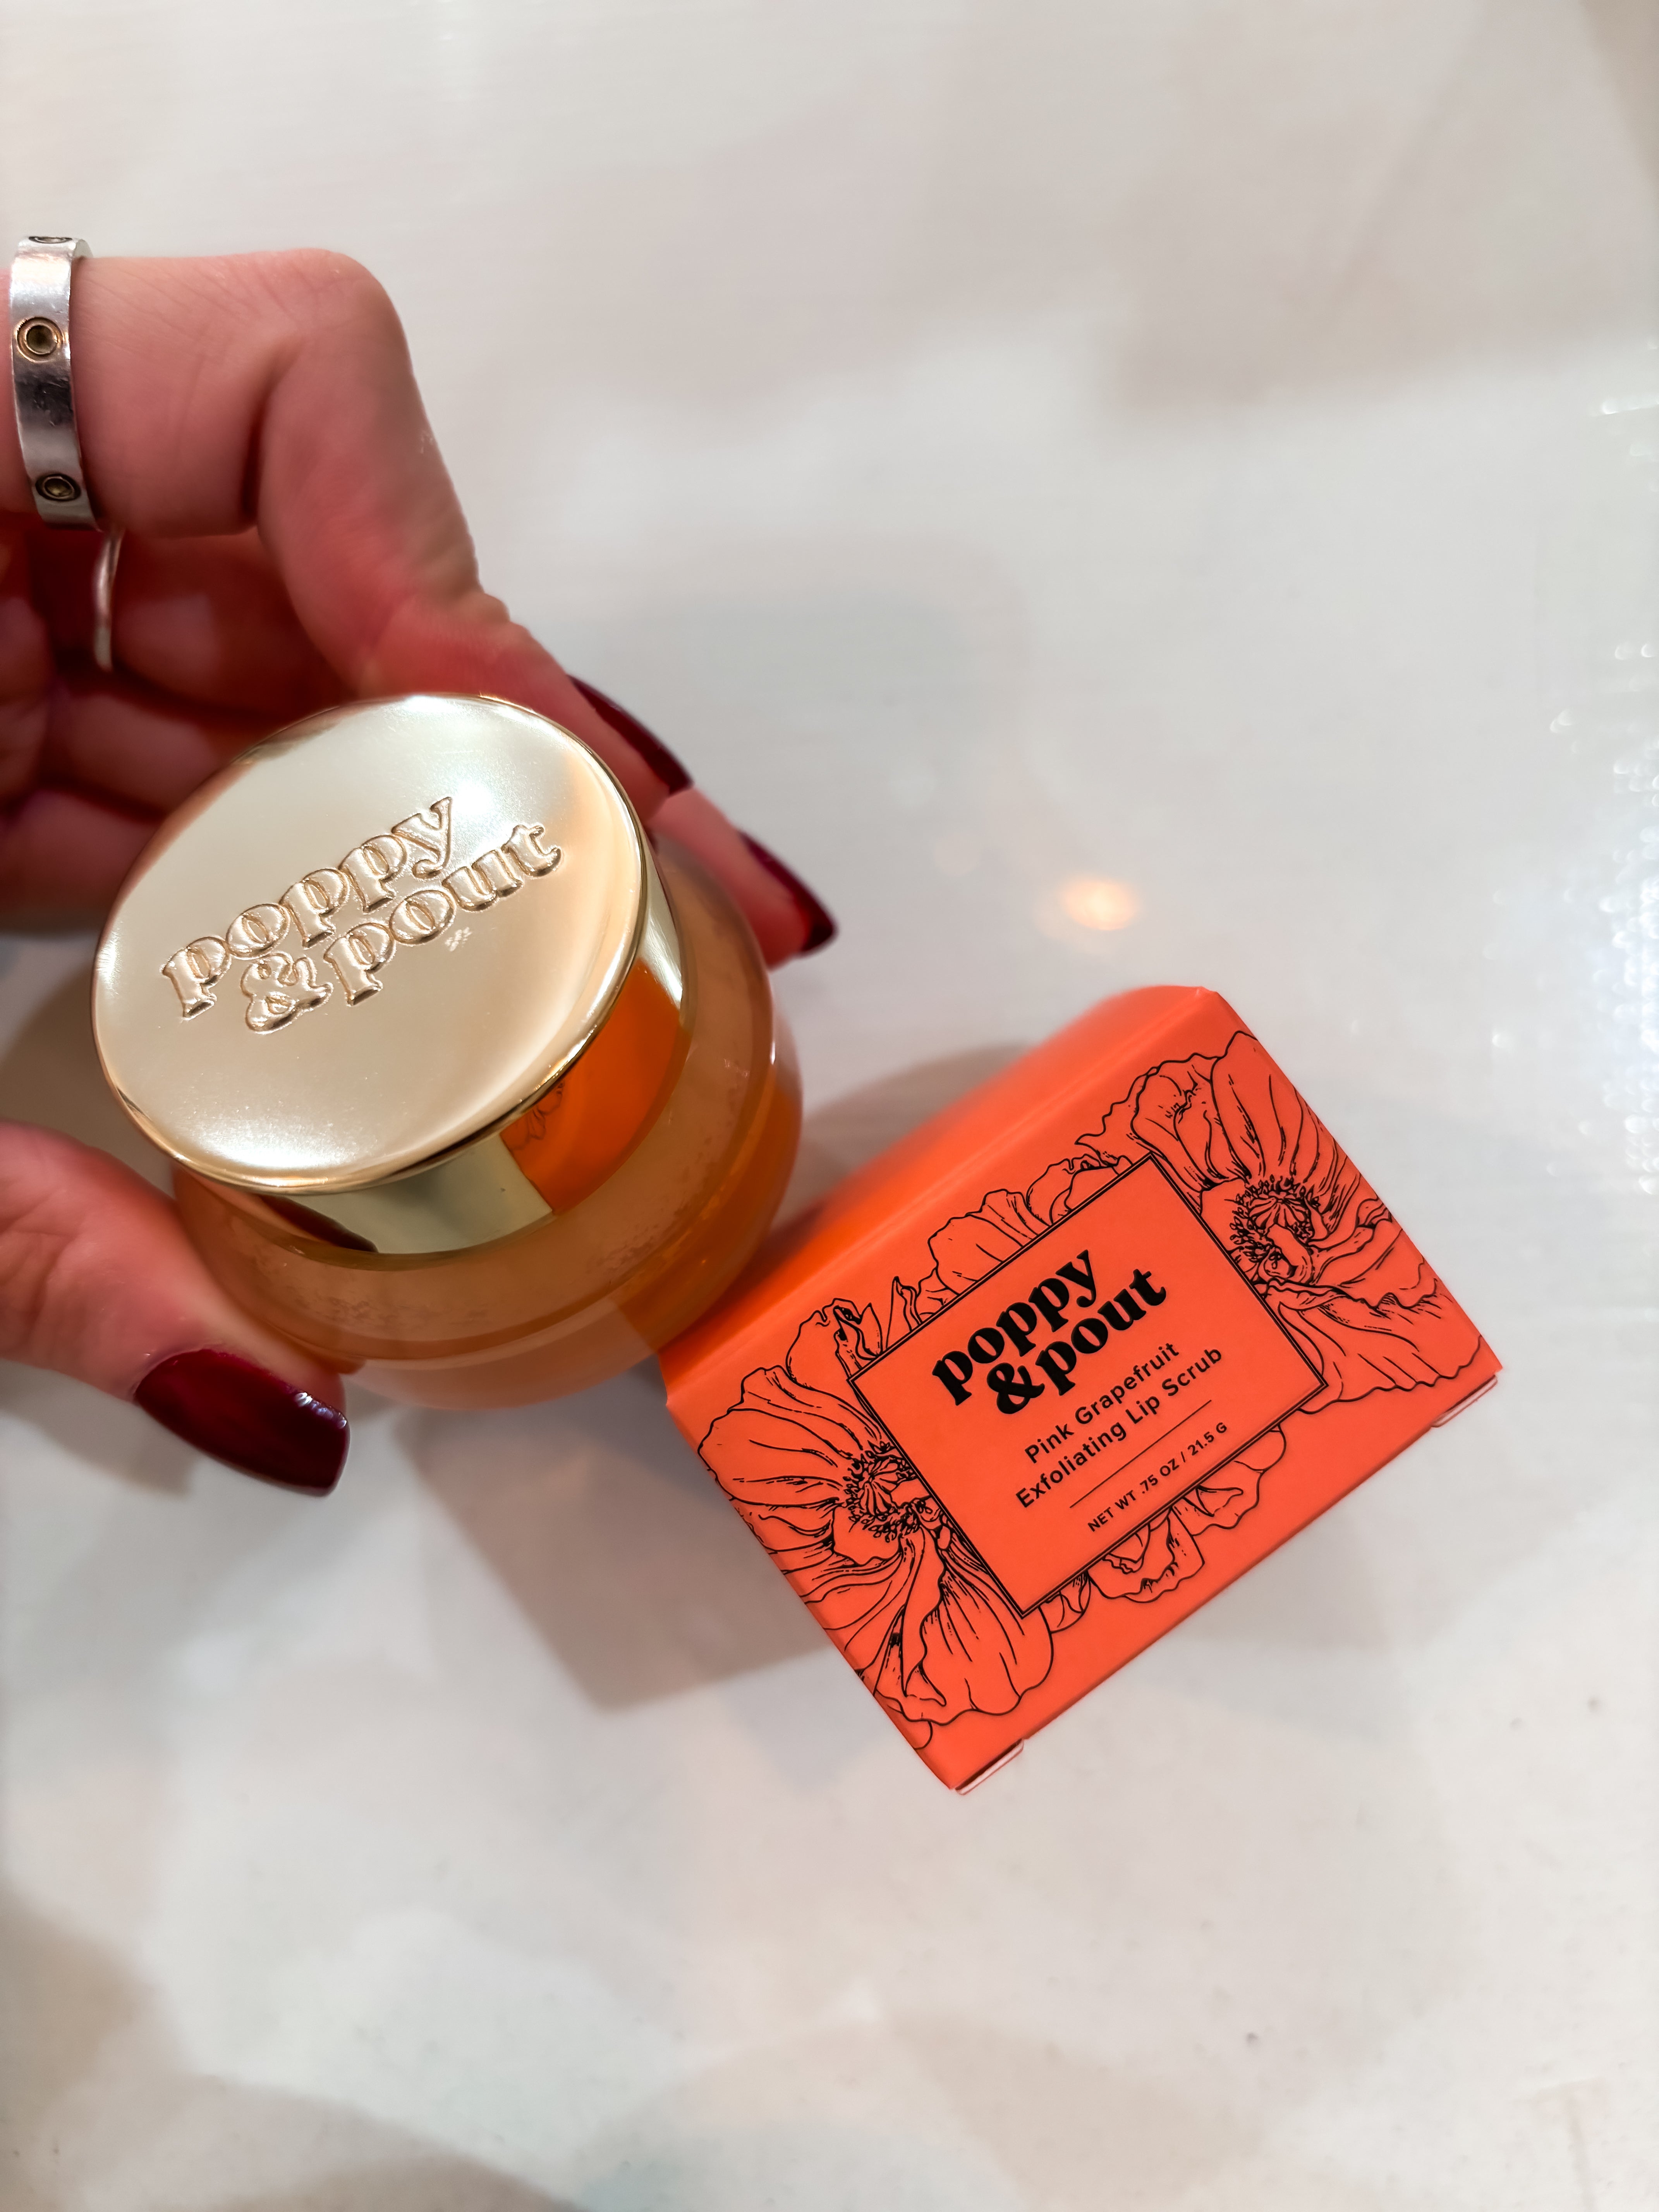 poppy
& pout
poppy
& pout
Pink Grapefruit
Exfoliating Lip Scrub
NET WT .75 OZ / 21.5 G